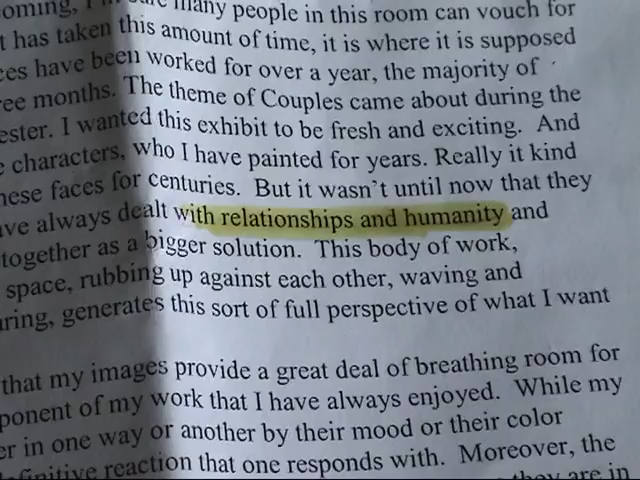 many people in this room can vouch for
t has taken this amount of time, it is where it is supposed
ces have been worked for over a year, the majority of
ree months. The theme of Couples came about during the
ester. I wanted this exhibit to be fresh and exciting. And
e characters, who I have painted for years. Really it kind
hese faces for centuries. But it wasn't until now that they
ve always dealt with relationships and humanity and
together as a bigger solution. This body of work,
space, rubbing up against each other, waving and
uring, generates this sort of full perspective of what I want
that my images provide a great deal of breathing room for
ponent of my work that I have always enjoyed. While my
er in one way or another by their mood or their color
definitive reaction that one responds with. Moreover, the
they are in